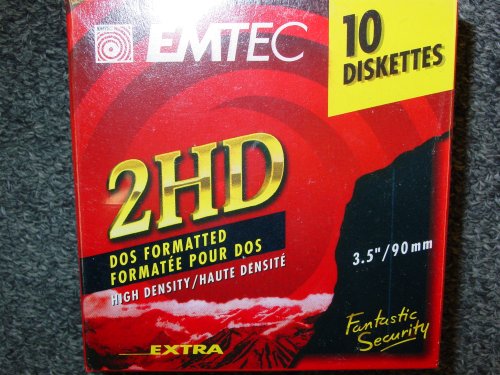 EMTEC
10
DISKETTES
2HD
DOS FORMATTED
FORMATÉE POUR DOS
HIGH DENSITY/HAUTE DENSITÉ
3.5"/90mm
Fantastic
Security
EXTRA